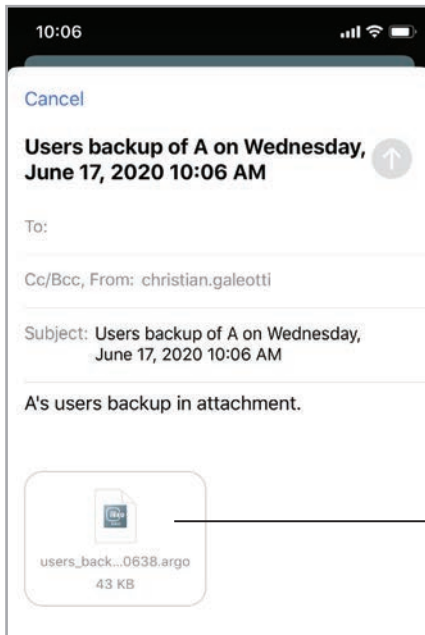 10:06
Cancel
Users backup of A on Wednesday,
June 17, 2020 10:06 AM
To:
Cc/Bcc, From: christian.galeotti
Subject: Users backup of A on Wednesday,
June 17, 2020 10:06 AM
A's users backup in attachment.
users_back...0638.argo
43 KB